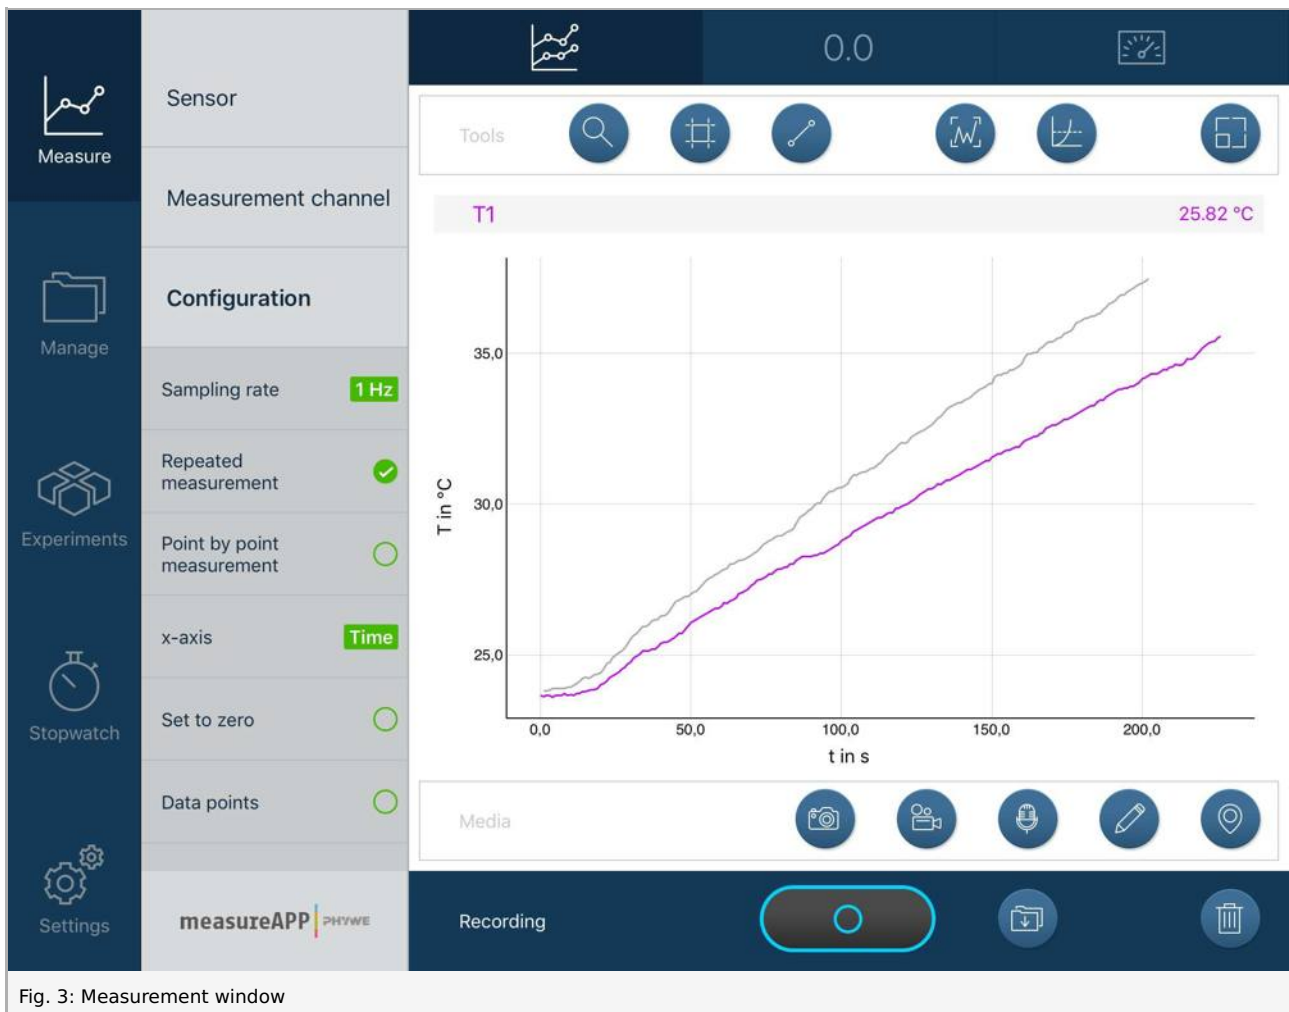 Measure
Manage
Experiments
Stopwatch
Settings
Sensor
Measurement channel
Configuration
Sampling rate 1 Hz
Repeated
measurement
Point by point
measurement
x-axis Time
Set to zero
Data points
measureAPP PHYWE
0.0
Tools
T1 25.82 °C
T in °C
35,0
30,0
25,0
0,0 50,0 100,0 150,0 200,0
t in s
Media
Recording
Fig. 3: Measurement window